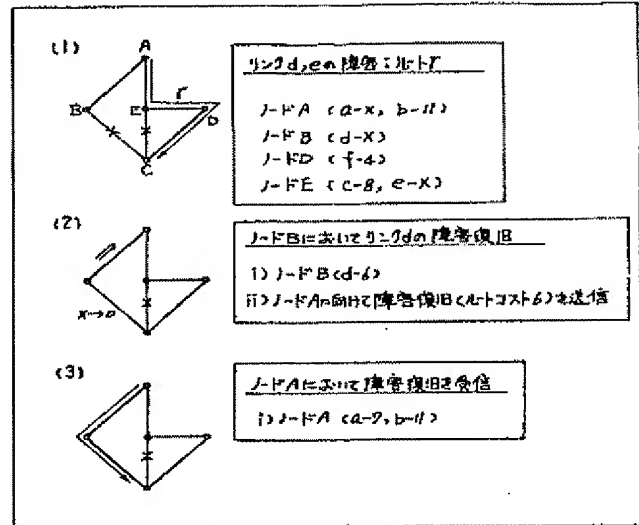 (1)
A
B
E
r
D
C
リンクd,eの障害:ルートr
ノードA (a-x, b-11)
ノードB (d-x)
ノードD (f-4)
ノードE (c-8, e-x)
(2)
x→o
ノードBにおいてリンクdの障害復旧
i) ノードB(d-6)
ii) ノードAに向けて障害復旧(ルートコスト6)を送信
(3)
ノードAにおいて障害復旧を受信
i) ノードA (a-7, b-11)